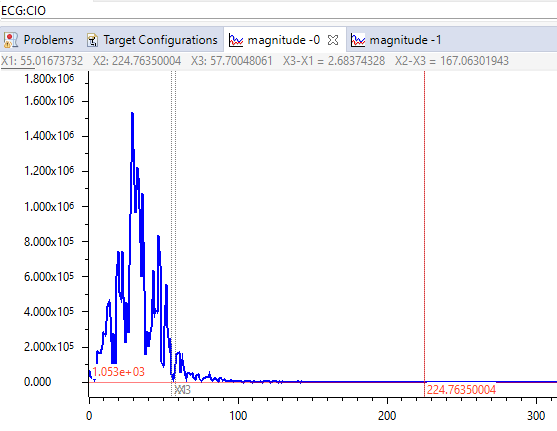 ECG:CIO
Problems Target Configurations magnitude -0 magnitude -1
X1: 55.01673732 X2: 224.76350004 X3: 57.70048061 X3-X1 = 2.68374328 X2-X3 = 167.06301943
1.800x10⁶
1.600x10⁶
1.400x10⁶
1.200x10⁶
1.000x10⁶
8.000x10⁵
6.000x10⁵
4.000x10⁵
2.000x10⁵
1.053e+03
0.000
224.76350004
0 100 200 300